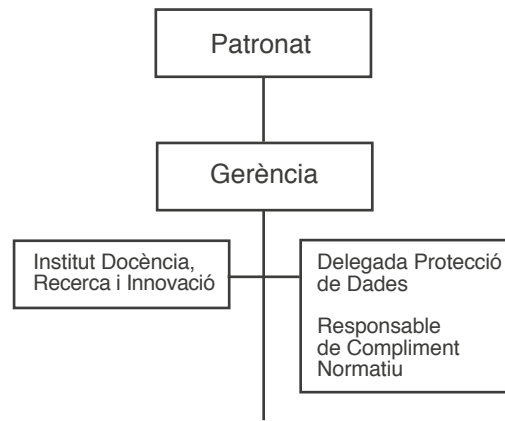 Patronat
Gerència
Institut Docència,
Recerca i Innovació
Delegada Protecció
de Dades
Responsable
de Compliment
Normatiu